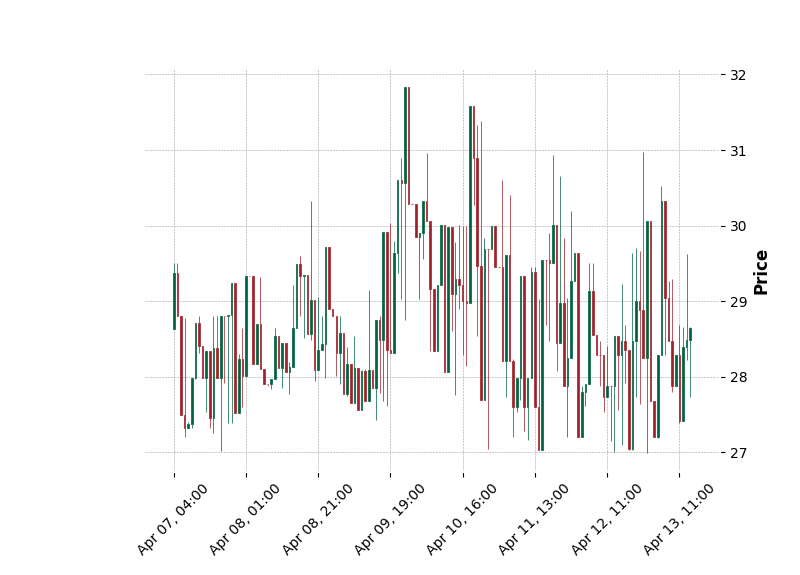 32
31
30
29
28
27
Price
Apr 07, 04:00
Apr 08, 01:00
Apr 08, 21:00
Apr 09, 19:00
Apr 10, 16:00
Apr 11, 13:00
Apr 12, 11:00
Apr 13, 11:00